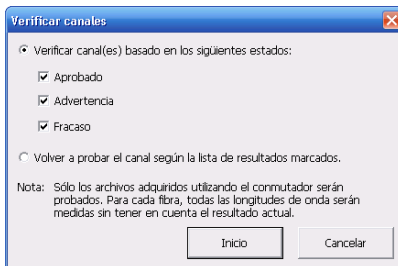 Verificar canales
Verificar canal(es) basado en los sigüientes estados:
Aprobado
Advertencia
Fracaso
Volver a probar el canal según la lista de resultados marcados.
Nota: Sólo los archivos adquiridos utilizando el conmutador serán
probados. Para cada fibra, todas las longitudes de onda serán
medidas sin tener en cuenta el resultado actual.
Inicio Cancelar